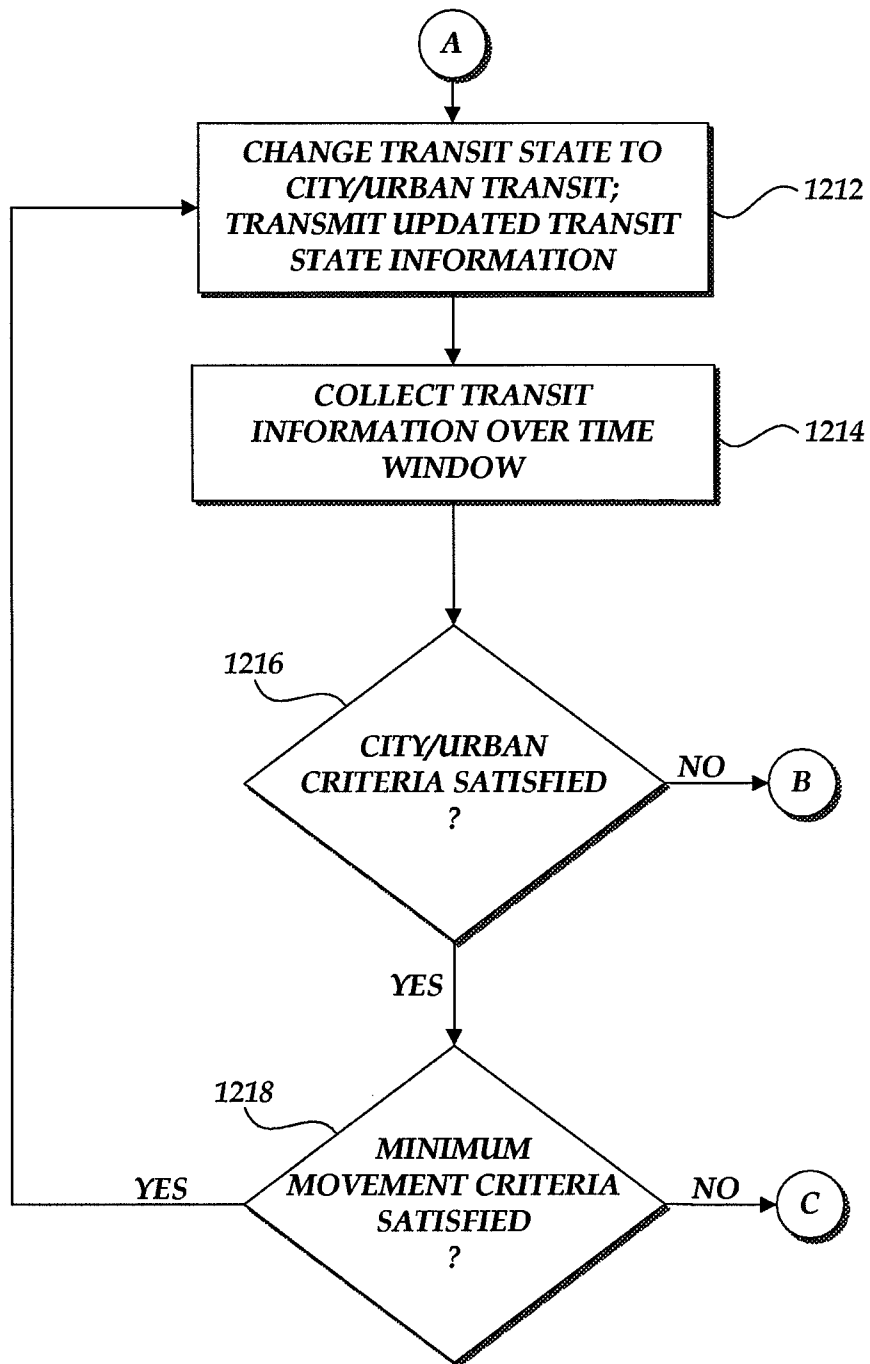 A
CHANGE TRANSIT STATE TO
CITY/URBAN TRANSIT;
TRANSMIT UPDATED TRANSIT
STATE INFORMATION
1212
COLLECT TRANSIT
INFORMATION OVER TIME
WINDOW
1214
1216
CITY/URBAN
CRITERIA SATISFIED
?
NO
B
YES
1218
MINIMUM
MOVEMENT CRITERIA
SATISFIED
?
YES
NO
C